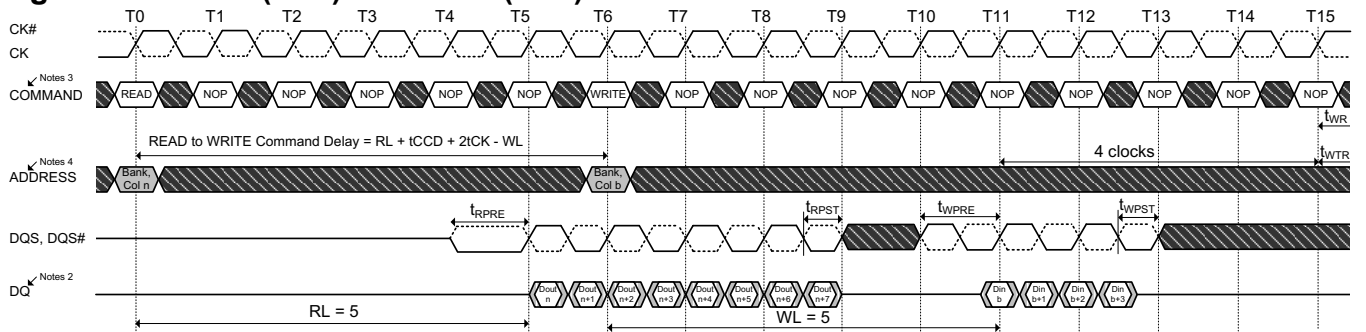 T0 T1 T2 T3 T4 T5 T6 T7 T8 T9 T10 T11 T12 T13 T14 T15
CK#
CK
Notes 3
COMMAND READ NOP NOP NOP NOP NOP WRITE NOP NOP NOP NOP NOP NOP NOP NOP NOP
tWR
READ to WRITE Command Delay = RL + tCCD + 2tCK - WL
4 clocks tWTR
Notes 4
ADDRESS Bank, Col n Bank, Col b
tRPRE tRPST tWPRE tWPST
DQS, DQS#
Notes 2
DQ Dout n Dout n+1 Dout n+2 Dout n+3 Dout n+4 Dout n+5 Dout n+6 Dout n+7 Din b Din b+1 Din b+2 Din b+3
RL = 5 WL = 5